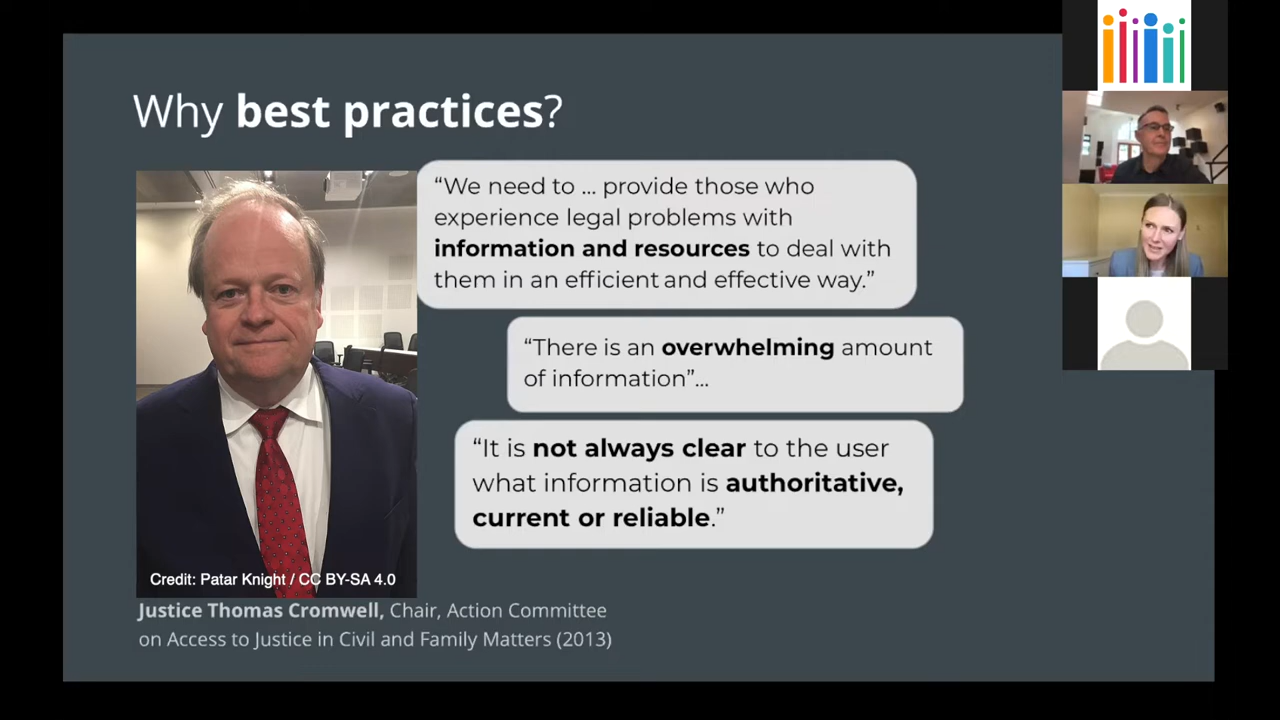 Why best practices?
“We need to ... provide those who
experience legal problems with
information and resources to deal with
them in an efficient and effective way.”
“There is an overwhelming amount
of information”...
“It is not always clear to the user
what information is authoritative,
current or reliable.”
Credit: Patar Knight / CC BY-SA 4.0
Justice Thomas Cromwell, Chair, Action Committee
on Access to Justice in Civil and Family Matters (2013)